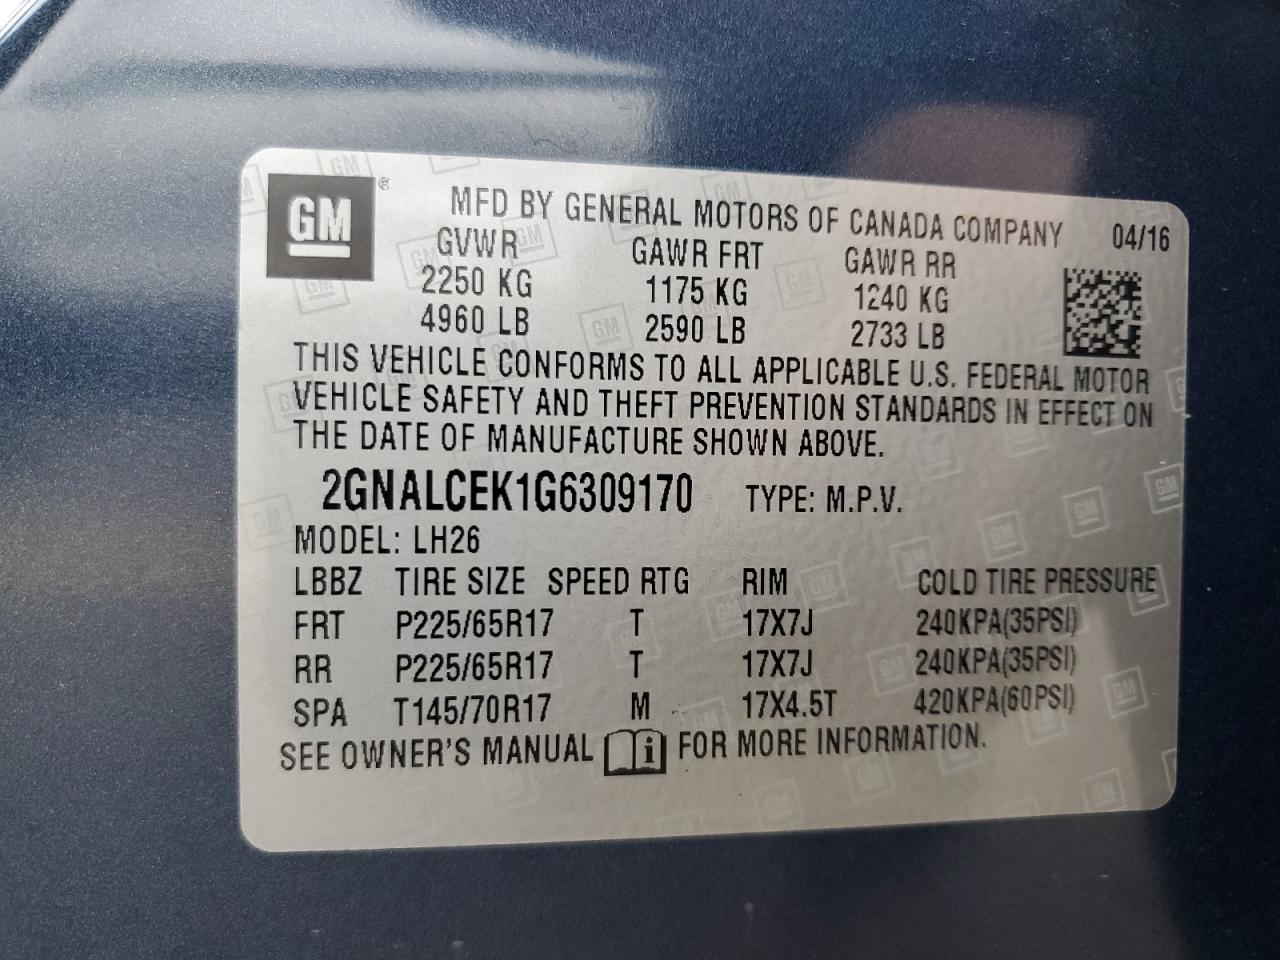 GM ® MFD BY GENERAL MOTORS OF CANADA COMPANY 04/16
GVWR GAWR FRT GAWR RR
2250 KG 1175 KG 1240 KG
4960 LB 2590 LB 2733 LB
THIS VEHICLE CONFORMS TO ALL APPLICABLE U.S. FEDERAL MOTOR
VEHICLE SAFETY AND THEFT PREVENTION STANDARDS IN EFFECT ON
THE DATE OF MANUFACTURE SHOWN ABOVE.
2GNALCEK1G6309170 TYPE: M.P.V.
MODEL: LH26
LBBZ TIRE SIZE SPEED RTG RIM COLD TIRE PRESSURE
FRT P225/65R17 T 17X7J 240KPA(35PSI)
RR P225/65R17 T 17X7J 240KPA(35PSI)
SPA T145/70R17 M 17X4.5T 420KPA(60PSI)
SEE OWNER'S MANUAL i FOR MORE INFORMATION.